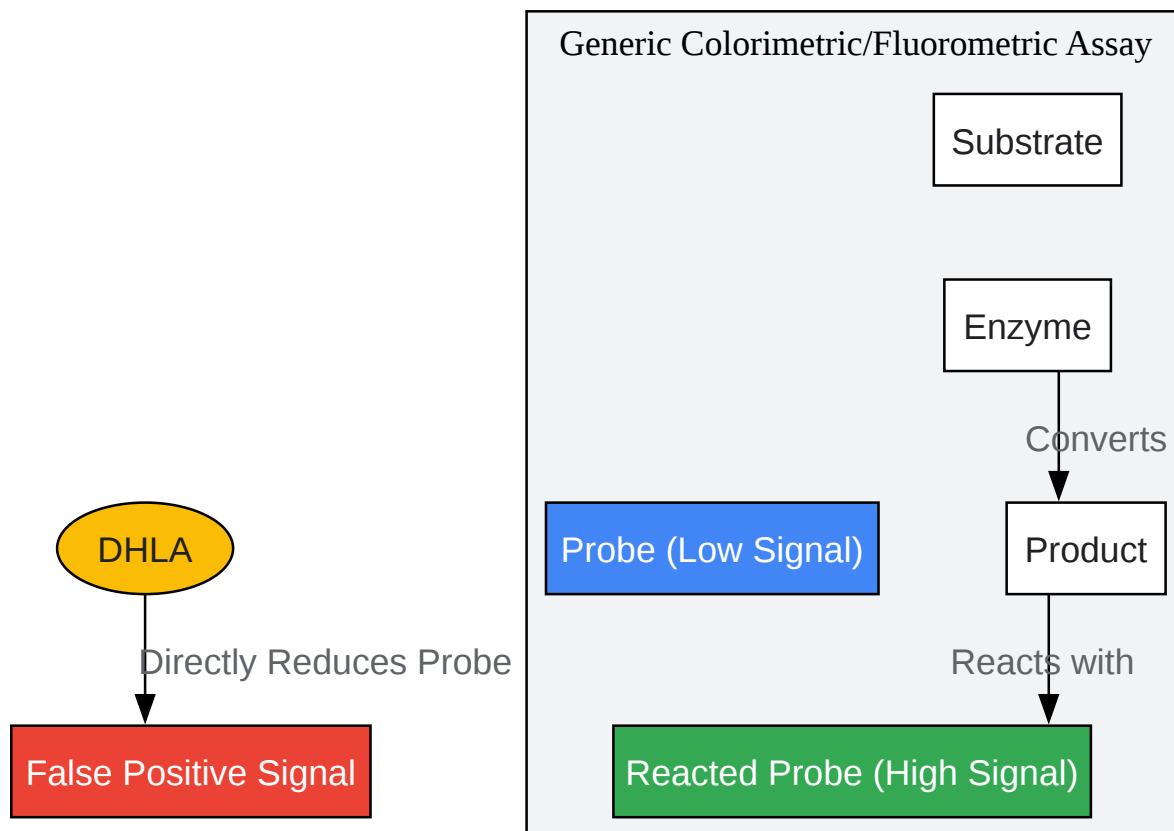 Generic Colorimetric/Fluorometric Assay
Substrate
Enzyme
Converts
DHLA
Probe (Low Signal)
Product
Directly Reduces Probe
Reacts with
False Positive Signal
Reacted Probe (High Signal)